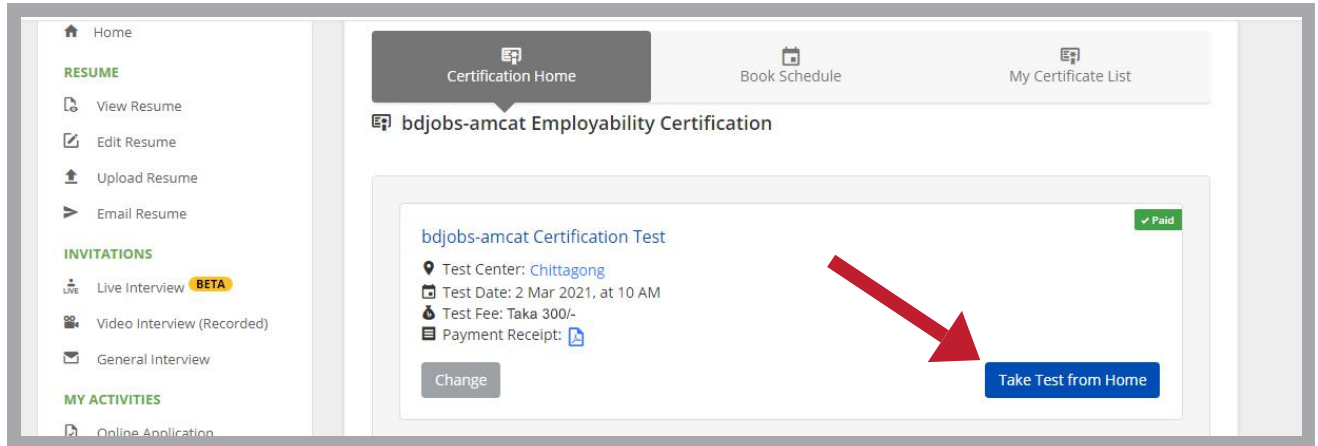 Home
RESUME
View Resume
Edit Resume
Upload Resume
Email Resume
INVITATIONS
LIVE Live Interview BETA
Video Interview (Recorded)
General Interview
MY ACTIVITIES
Online Application
Certification Home
Book Schedule
My Certificate List
bdjobs-amcat Employability Certification
Paid
bdjobs-amcat Certification Test
Test Center: Chittagong
Test Date: 2 Mar 2021, at 10 AM
Test Fee: Taka 300/-
Payment Receipt:
Change
Take Test from Home